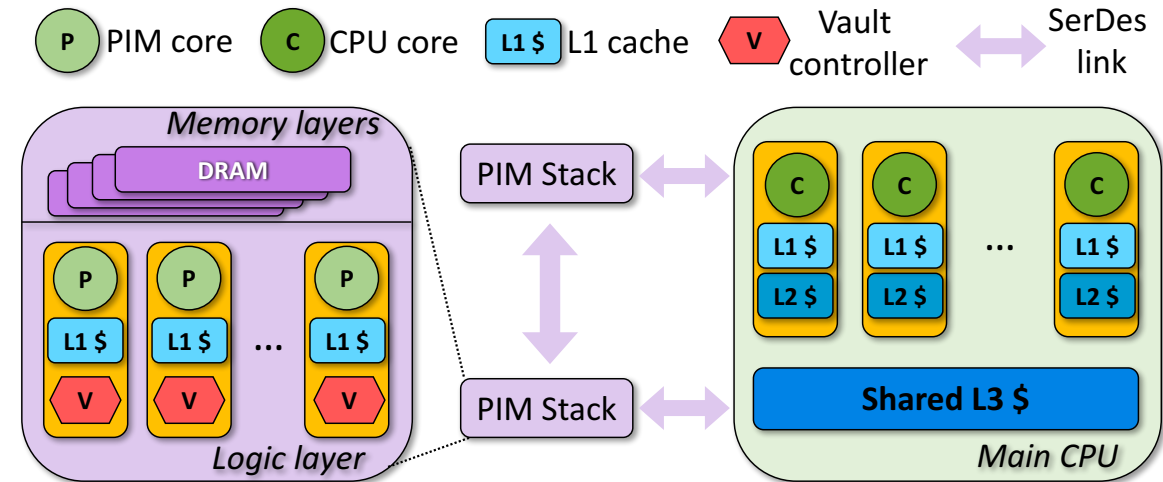 P PIM core
C CPU core
L1 $ L1 cache
V Vault controller
SerDes link
Memory layers
DRAM
P P ... P
L1 $ L1 $ L1 $
V V V
Logic layer
PIM Stack
PIM Stack
C C ... C
L1 $ L1 $ L1 $
L2 $ L2 $ L2 $
Shared L3 $
Main CPU